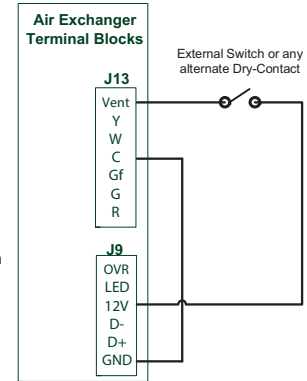 Air Exchanger
Terminal Blocks
External Switch or any
alternate Dry-Contact
J13
Vent
Y
W
C
Gf
G
R
J9
OVR
LED
12V
D-
D+
GND